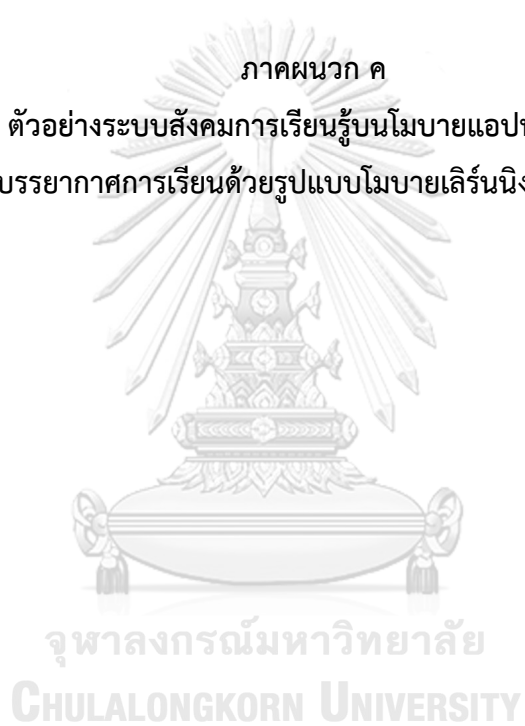 ภาคผนวก ค
ตัวอย่างระบบสังคมการเรียนรู้บนโมบายแอป
บรรยากาศการเรียนด้วยรูปแบบโมบายเลิร์นนิง
จุฬาลงกรณ์มหาวิทยาลัย
CHULALONGKORN UNIVERSITY